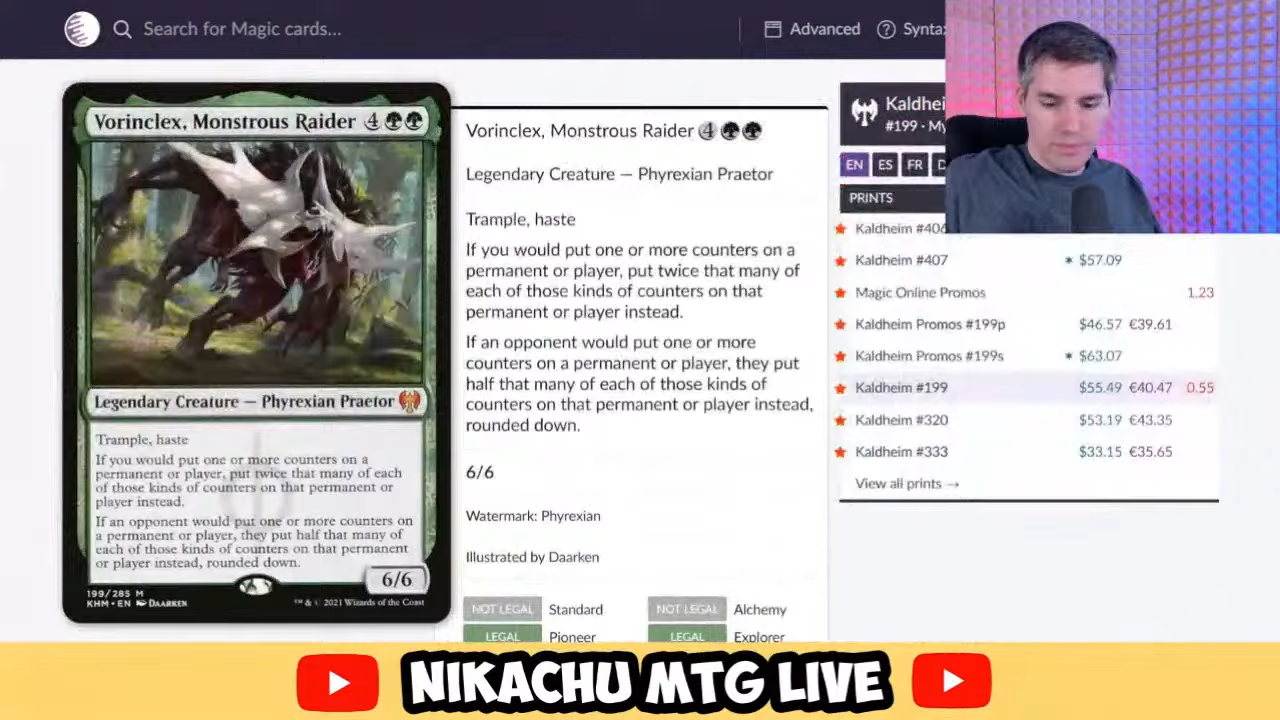 Search for Magic cards...
Advanced
Vorinclex, Monstrous Raider 4
Legendary Creature — Phyrexian Praetor
Trample, haste
If you would put one or more counters on a
permanent or player, put twice that many of each
of those kinds of counters on that permanent or
player instead.
If an opponent would put one or more counters on
a permanent or player, they put half that many of
each of those kinds of counters on that permanent
or player instead, rounded down.
6/6
199/285 M
KHM • EN DAARKEN
™ & © 2021 Wizards of the Coast
Vorinclex, Monstrous Raider 4
Legendary Creature — Phyrexian Praetor
Trample, haste
If you would put one or more counters on a
permanent or player, put twice that many of
each of those kinds of counters on that
permanent or player instead.
If an opponent would put one or more
counters on a permanent or player, they put
half that many of each of those kinds of
counters on that permanent or player instead,
rounded down.
6/6
Watermark: Phyrexian
Illustrated by Daarken
NOT LEGAL Standard NOT LEGAL Alchemy
LEGAL Pioneer LEGAL Explorer
#199
EN ES FR
PRINTS
Kaldheim #406
Kaldheim #407 $57.09
Magic Online Promos 1.23
Kaldheim Promos #199p $46.57 €39.61
Kaldheim Promos #199s $63.07
Kaldheim #199 $55.49 €40.47 0.55
Kaldheim #320 $53.19 €43.35
Kaldheim #333 $33.15 €35.65
View all prints →
NIKACHU MTG LIVE